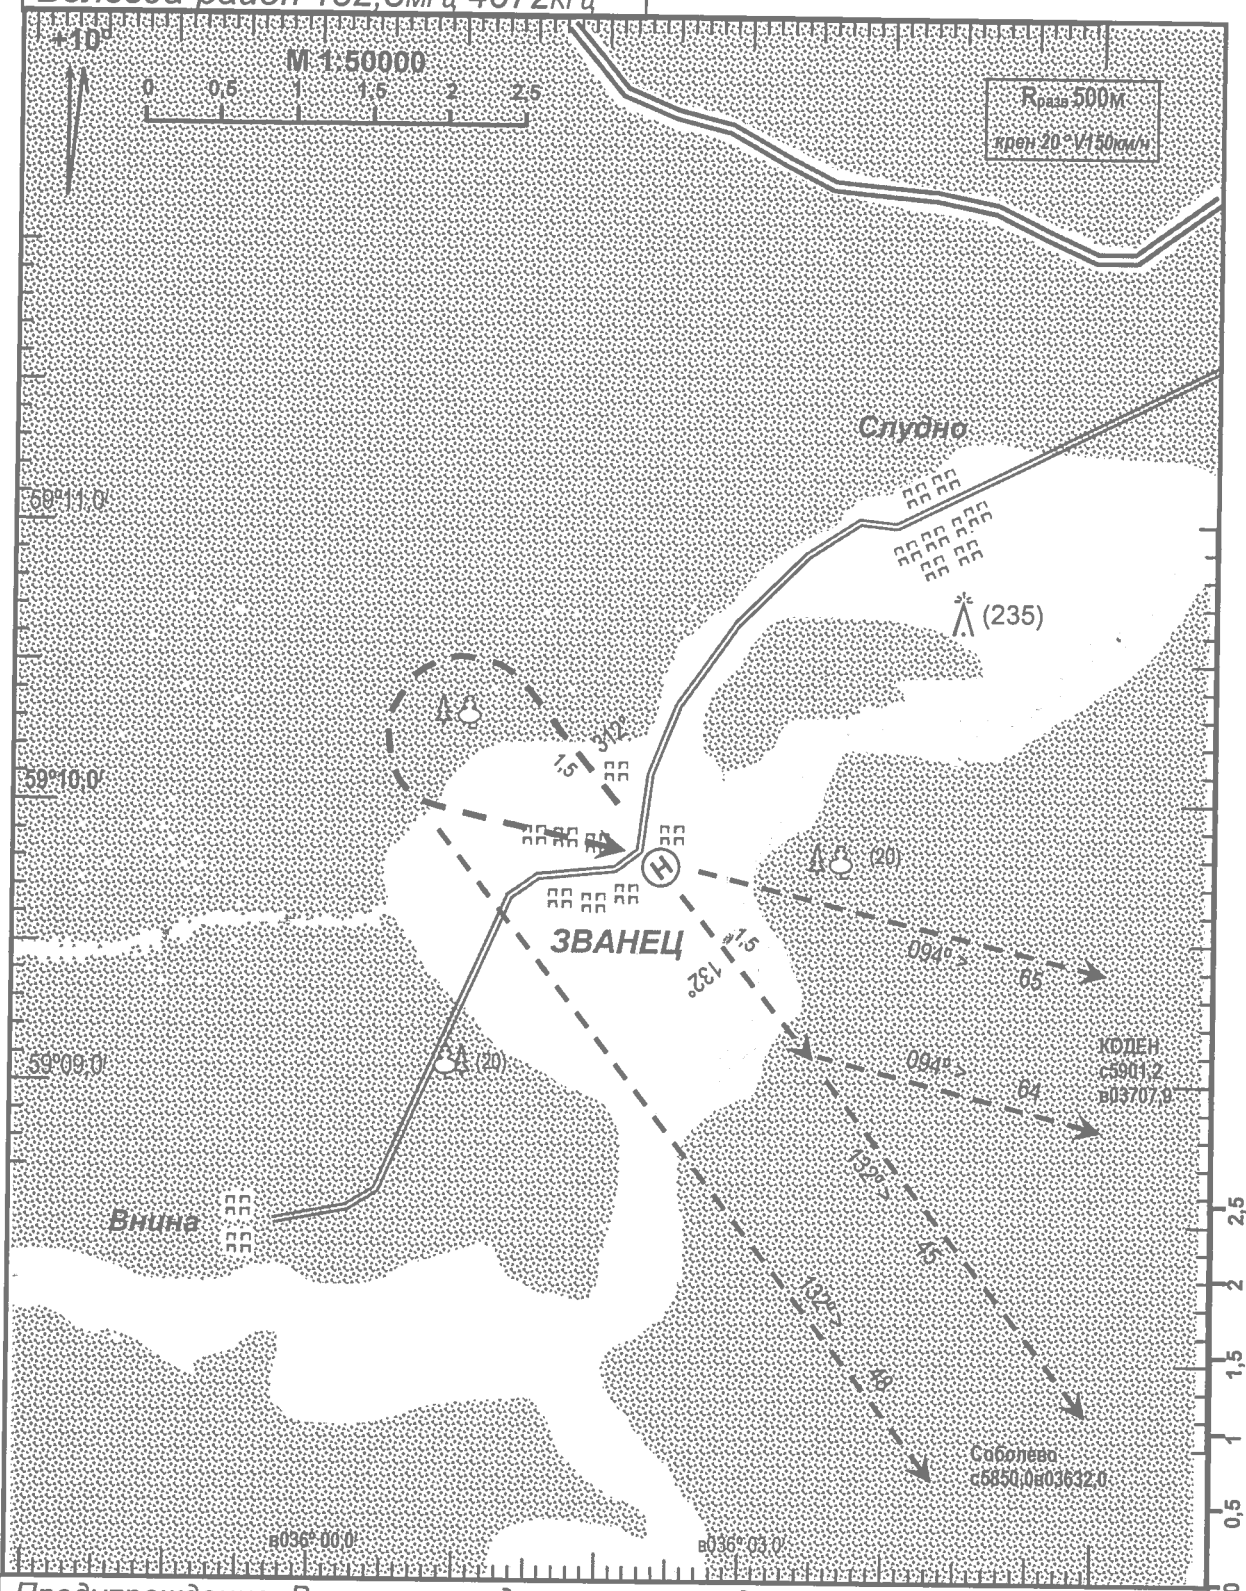 +10°
М 1:50000
0 0,5 1 1,5 2 2,5
Rразв 500м
крен 20° V150км/ч
Слудно
59°11,0'
(235)
312°
1,5
59°10,0'
Н
(20)
ЗВАНЕЦ
1,5
132°
094° >
65
КОДЕН
с5901,2
в03707,9
094° >
64
59°09,0'
(20)
132° >
45
Внина
132° >
48
Соболево
с5850,0в03632,0
2,5
2
1,5
1
0,5
0
в036° 00,0'
в036° 03,0'